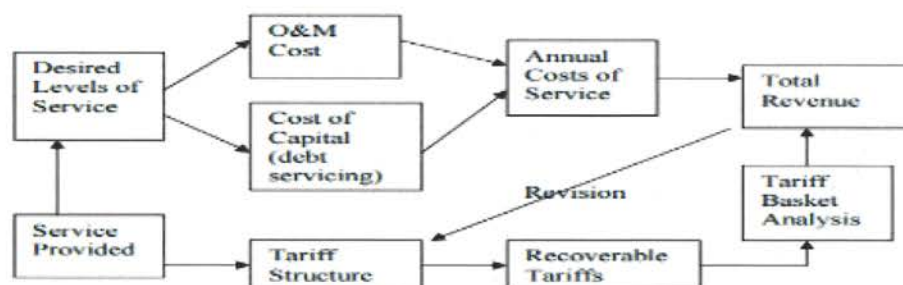 O&M
Cost
Desired
Levels of
Service
Annual
Costs of
Service
Total
Revenue
Cost of
Capital
(debt
servicing)
Revision
Tariff
Basket
Analysis
Service
Provided
Tariff
Structure
Recoverable
Tariffs